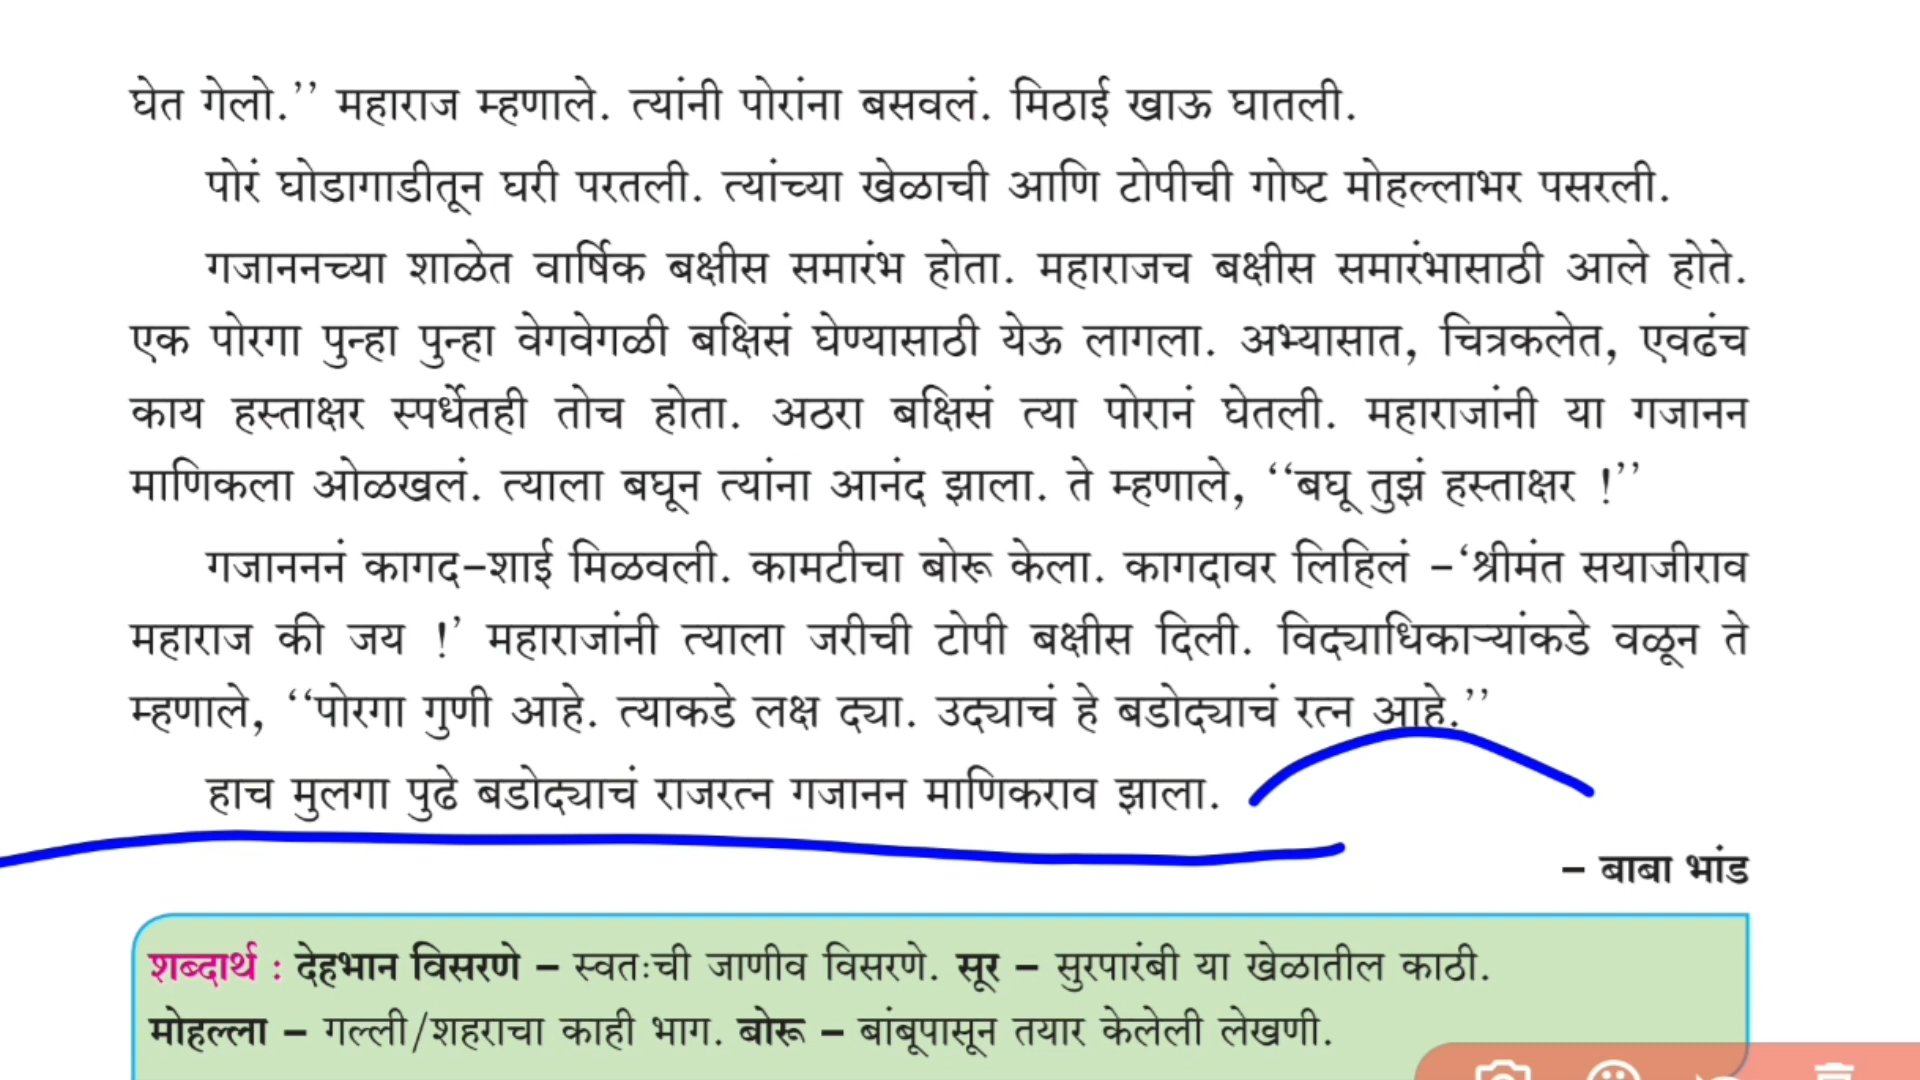 घेत गेलो.’’ महाराज म्हणाले. त्यांनी पोरांना बसवलं. मिठाई खाऊ घातली.
पोरं घोडागाडीतून घरी परतली. त्यांच्या खेळाची आणि टोपीची गोष्ट मोहल्लाभर पसरली.
गजाननच्या शाळेत वार्षिक बक्षीस समारंभ होता. महाराजच बक्षीस समारंभासाठी आले होते.
एक पोरगा पुन्हा पुन्हा वेगवेगळी बक्षिसं घेण्यासाठी येऊ लागला. अभ्यासात, चित्रकलेत, एवढंच
काय हस्ताक्षर स्पर्धेतही तोच होता. अठरा बक्षिसं त्या पोरानं घेतली. महाराजांनी या गजानन
माणिकला ओळखलं. त्याला बघून त्यांना आनंद झाला. ते म्हणाले, ‘‘बघू तुझं हस्ताक्षर !’’
गजाननं‌नं कागद–शाई मिळवली. कामटीचा बोरू केला. कागदावर लिहिलं –‘श्रीमंत सयाजीराव
महाराज की जय !’ महाराजांनी त्याला जरीची टोपी बक्षीस दिली. विद्याधिकाऱ्यांकडे वळून ते
म्हणाले, ‘‘पोरगा गुणी आहे. त्याकडे लक्ष द्या. उद्याचं हे बडोद्याचं रत्न आहे.’’
हाच मुलगा पुढे बडोद्याचं राजरत्न गजानन माणिकराव झाला.
– बाबा भांड
शब्दार्थ : देहभान विसरणे – स्वतःची जाणीव विसरणे. सूर – सुरपारंबी या खेळातील काठी.
मोहल्ला – गल्ली/शहराचा काही भाग. बोरू – बांबूपासून तयार केलेली लेखणी.